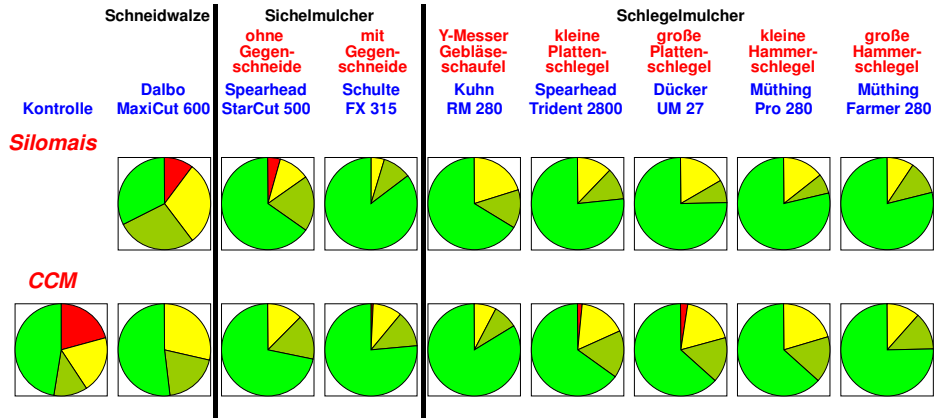 Schneidwalze Sichelmulcher Schlegelmulcher
ohne mit Y-Messer kleine große kleine große
Gegen- Gegen- Gebläse- Platten- Platten- Hammer- Hammer-
schneide schneide schaufel schlegel schlegel schlegel schlegel
Dalbo Spearhead Schulte Kuhn Spearhead Dücker Müthing Müthing
Kontrolle MaxiCut 600 StarCut 500 FX 315 RM 280 Trident 2800 UM 27 Pro 280 Farmer 280
Silomais
CCM